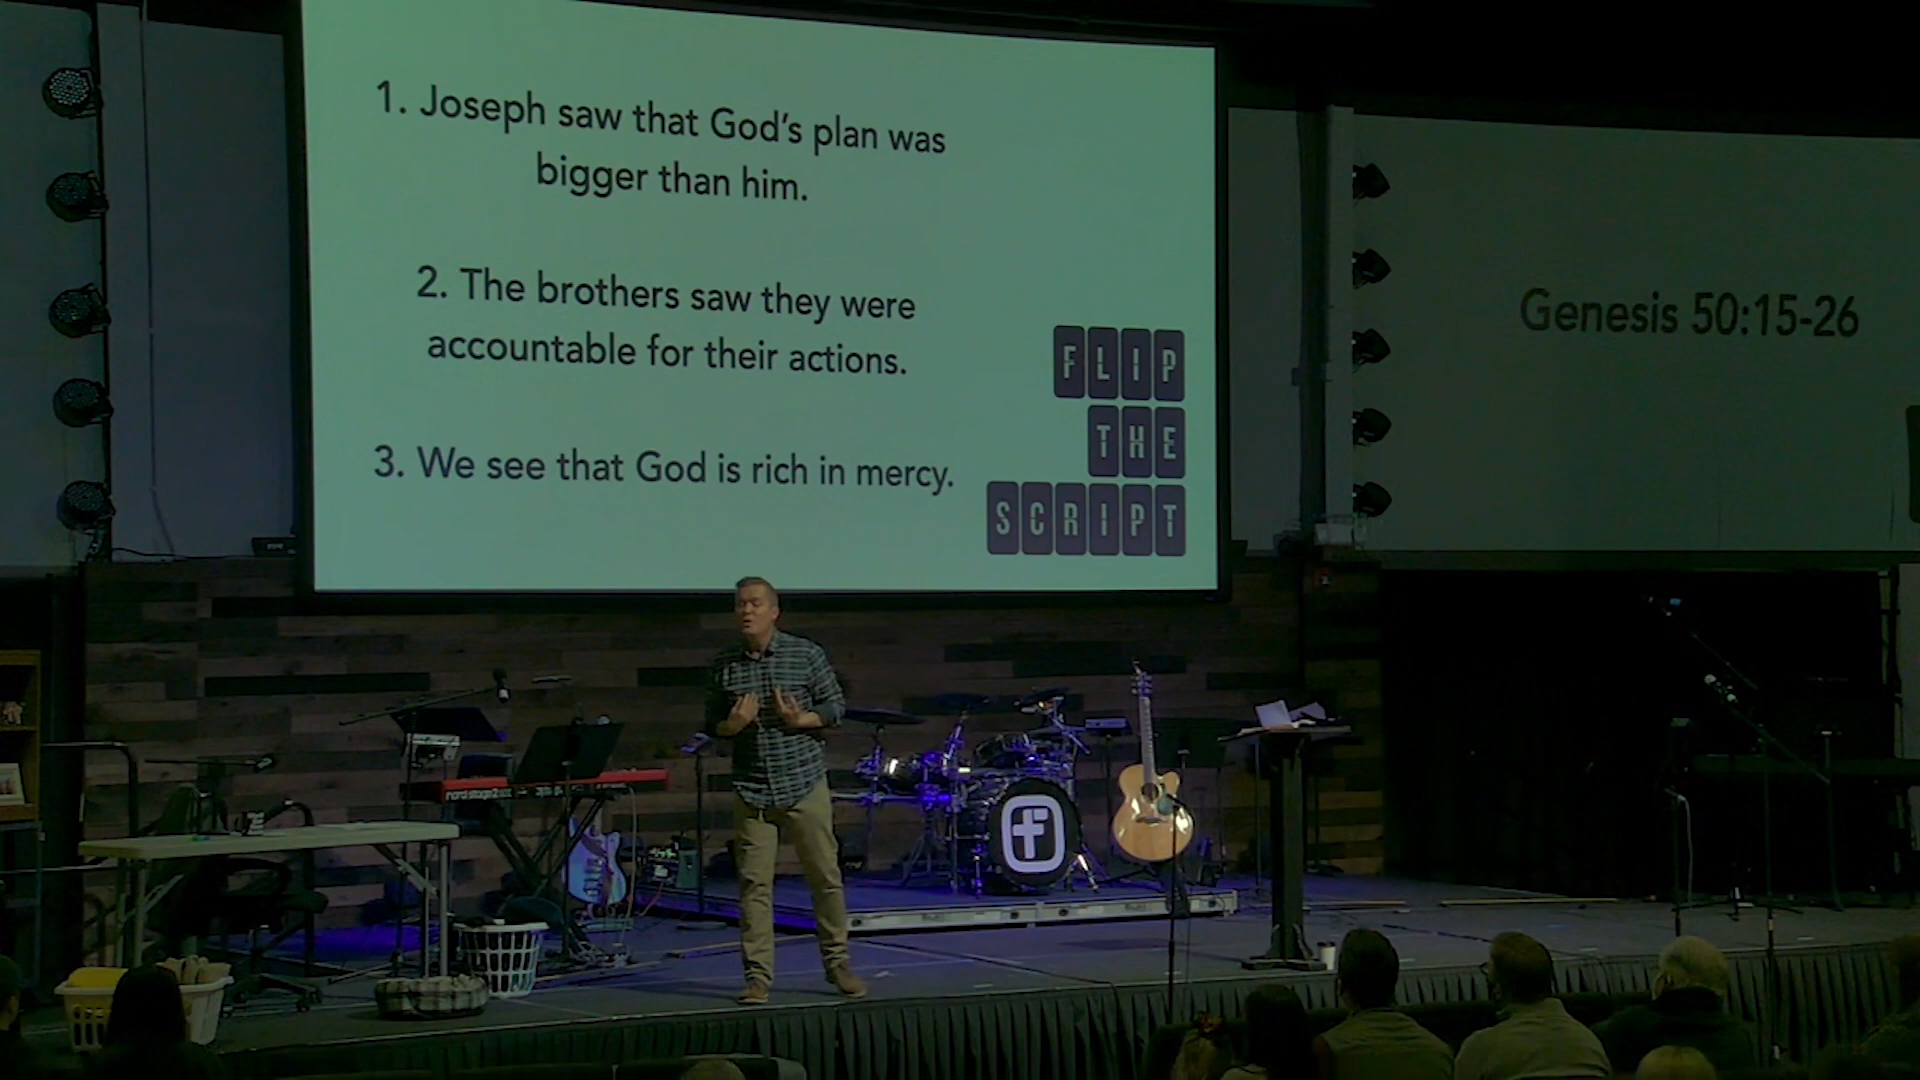 1. Joseph saw that God's plan was
bigger than him.
2. The brothers saw they were
accountable for their actions.
3. We see that God is rich in mercy.
FLIP
THE
SCRIPT
Genesis 50:15-26